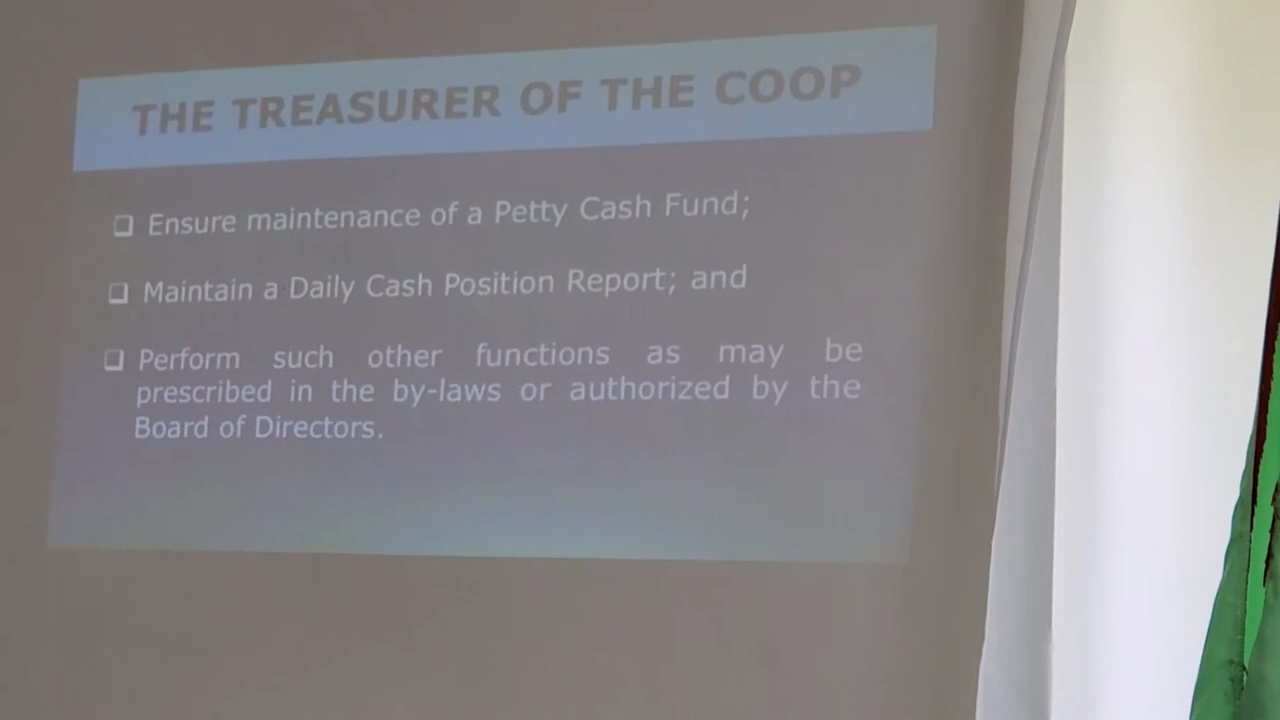 THE TREASURER OF THE COOP
❑ Ensure maintenance of a Petty Cash Fund;
❑ Maintain a Daily Cash Position Report; and
❑ Perform such other functions as may be
prescribed in the by-laws or authorized by the
Board of Directors.